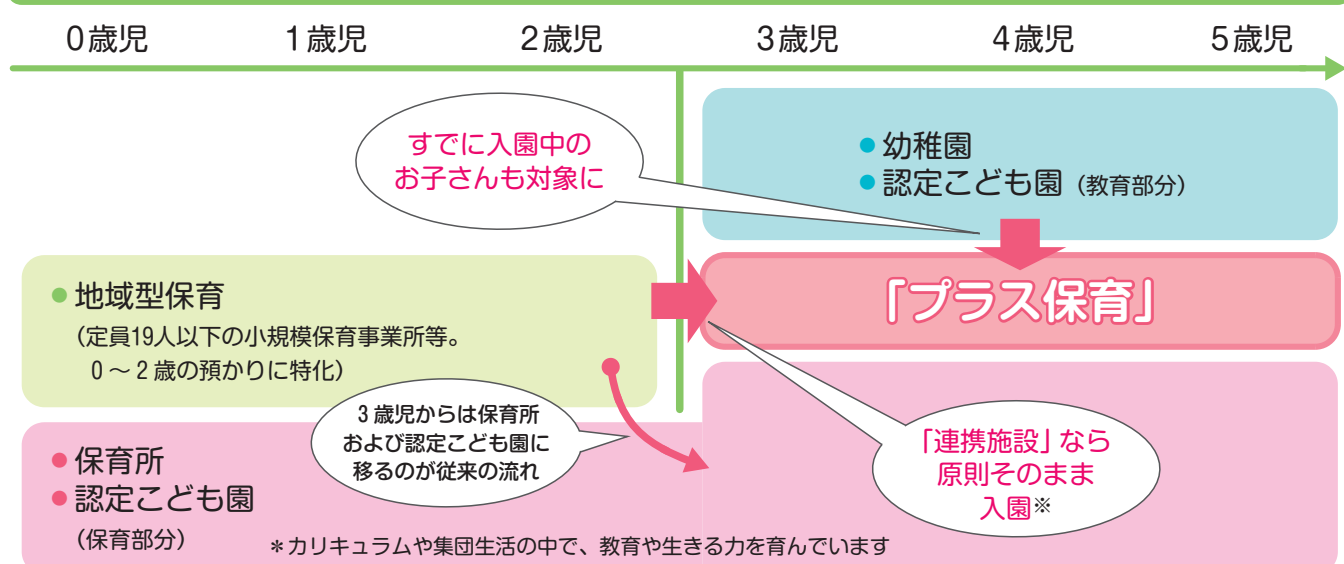 0歳児 1歳児 2歳児 3歳児 4歳児 5歳児
すでに入園中の
お子さんも対象に
●幼稚園
●認定こども園（教育部分）
●地域型保育
（定員19人以下の小規模保育事業所等。
0～2歳の預かりに特化）
「プラス保育」
3歳児からは保育所
および認定こども園に
移るのが従来の流れ
「連携施設」なら
原則そのまま
入園※
●保育所
●認定こども園
（保育部分）
＊カリキュラムや集団生活の中で、教育や生きる力を育んでいます